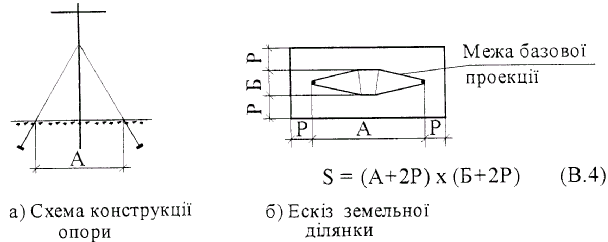 А
Р
Б
Р
Р
А
Р
Межа базової
проекції
S = (А+2Р) х (Б+2Р) (В.4)
а) Схема конструкції
опори
б) Ескіз земельної
ділянки